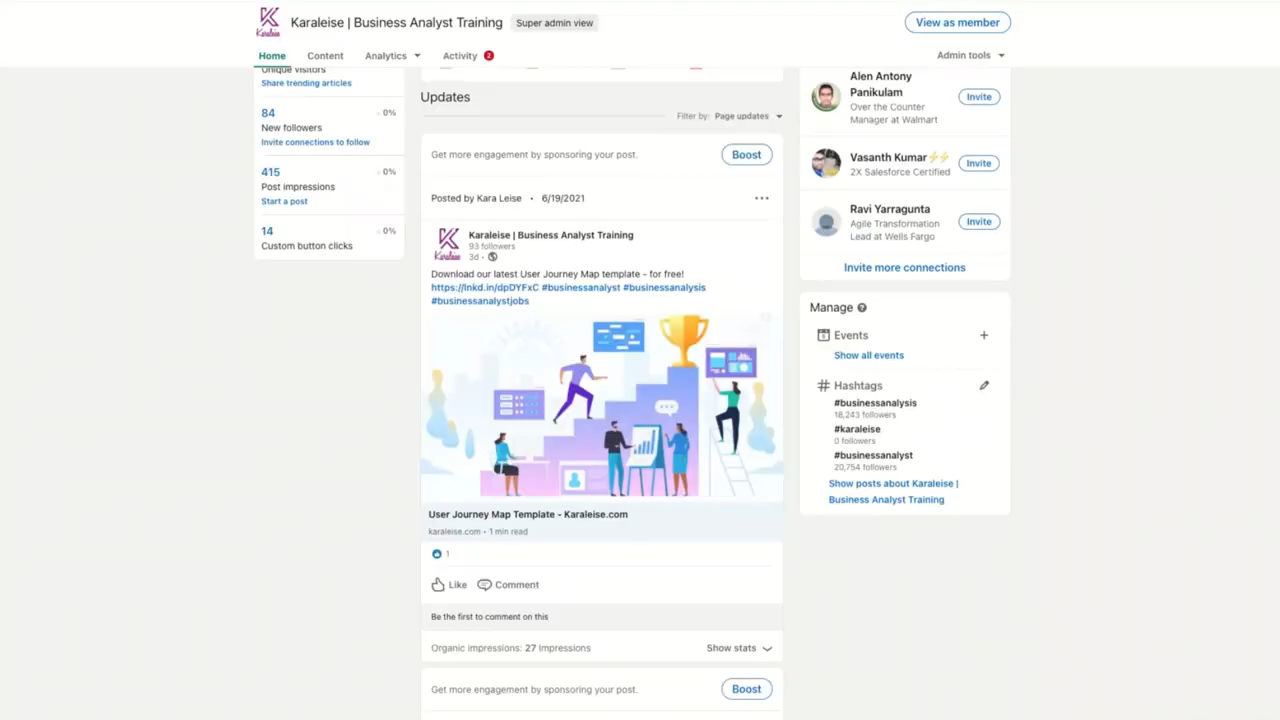 Karaleise
Karaleise | Business Analyst Training
Super admin view
View as member
Home
Content
Analytics
Activity
2
Admin tools
Unique visitors
Share trending articles
84
0%
New followers
Invite connections to follow
415
0%
Post impressions
Start a post
14
0%
Custom button clicks
Updates
Filter by: Page updates
Get more engagement by sponsoring your post.
Boost
Posted by Kara Leise • 6/19/2021
Karaleise
Karaleise | Business Analyst Training
93 followers
3d •
Download our latest User Journey Map template - for free!
https://lnkd.in/dpDYFxC #businessanalyst #businessanalysis
#businessanalystjobs
User Journey Map Template - Karaleise.com
karaleise.com • 1 min read
1
Like
Comment
Be the first to comment on this
Organic impressions: 27 Impressions
Show stats
Get more engagement by sponsoring your post.
Boost
Alen Antony
Panikulam
Over the Counter
Manager at Walmart
Invite
Vasanth Kumar⚡⚡
2X Salesforce Certified
Invite
Ravi Yarragunta
Agile Transformation
Lead at Wells Fargo
Invite
Invite more connections
Manage
Events
Show all events
Hashtags
#businessanalysis
18,243 followers
#karaleise
0 followers
#businessanalyst
20,754 followers
Show posts about Karaleise |
Business Analyst Training